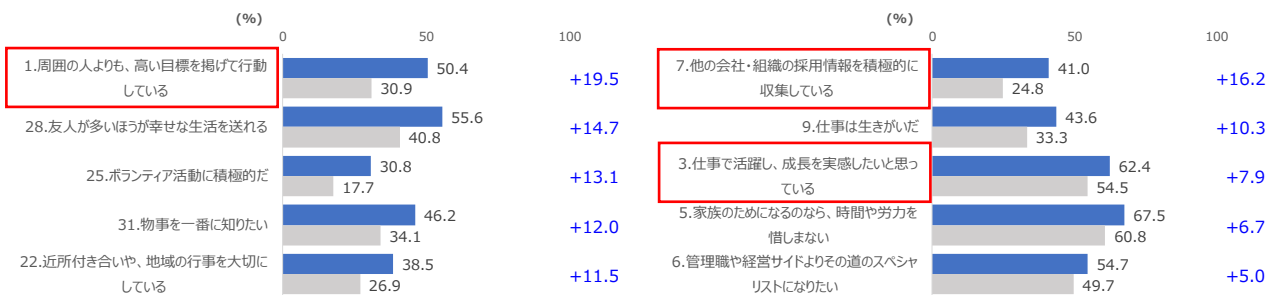 (%)
0 50 100
1.周囲の人よりも、高い目標を掲げて行動
している
50.4
30.9
+19.5
28.友人が多いほうが幸せな生活を送れる
55.6
40.8
+14.7
25.ボランティア活動に積極的だ
30.8
17.7
+13.1
31.物事を一番に知りたい
46.2
34.1
+12.0
22.近所付き合いや、地域の行事を大切に
している
38.5
26.9
+11.5
(%)
0 50 100
7.他の会社・組織の採用情報を積極的に
収集している
41.0
24.8
+16.2
9.仕事は生きがいだ
43.6
33.3
+10.3
3.仕事で活躍し、成長を実感したいと思っ
ている
62.4
54.5
+7.9
5.家族のためになるのなら、時間や労力を
惜しまない
67.5
60.8
+6.7
6.管理職や経営サイドよりその道のスペシャ
リストになりたい
54.7
49.7
+5.0